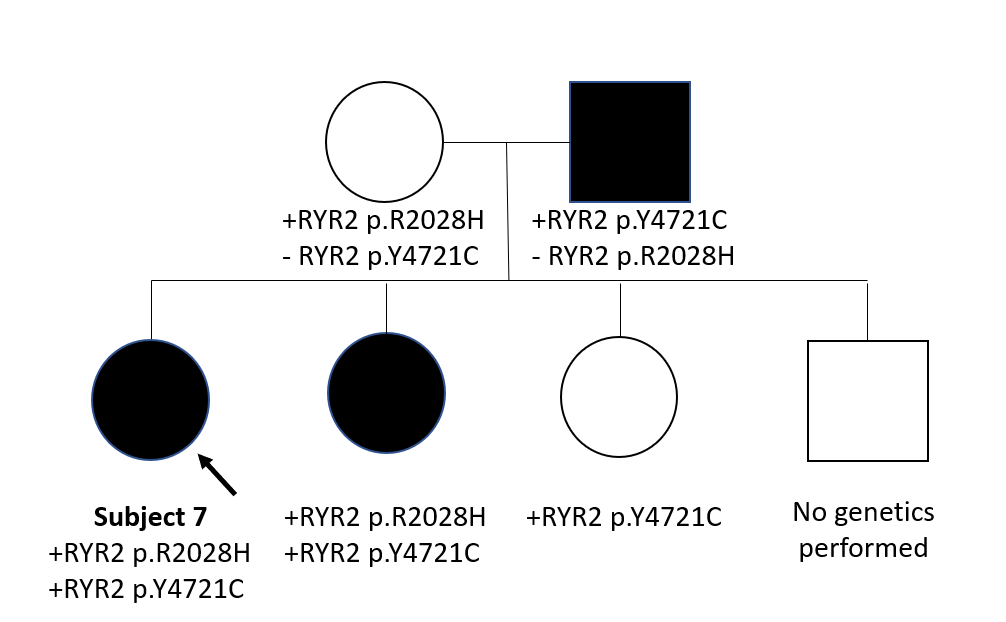 +RYR2 p.R2028H
- RYR2 p.Y4721C
+RYR2 p.Y4721C
- RYR2 p.R2028H
Subject 7
+RYR2 p.R2028H
+RYR2 p.Y4721C
+RYR2 p.R2028H
+RYR2 p.Y4721C
+RYR2 p.Y4721C
No genetics
performed